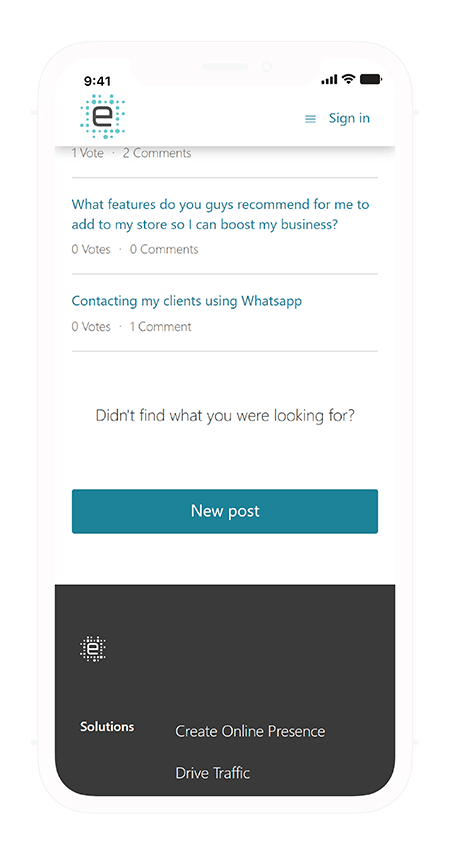 9:41
e
Sign in
1 Vote · 2 Comments
What features do you guys recommend for me to
add to my store so I can boost my business?
0 Votes · 0 Comments
Contacting my clients using Whatsapp
0 Votes · 1 Comment
Didn't find what you were looking for?
New post
e
Solutions
Create Online Presence
Drive Traffic